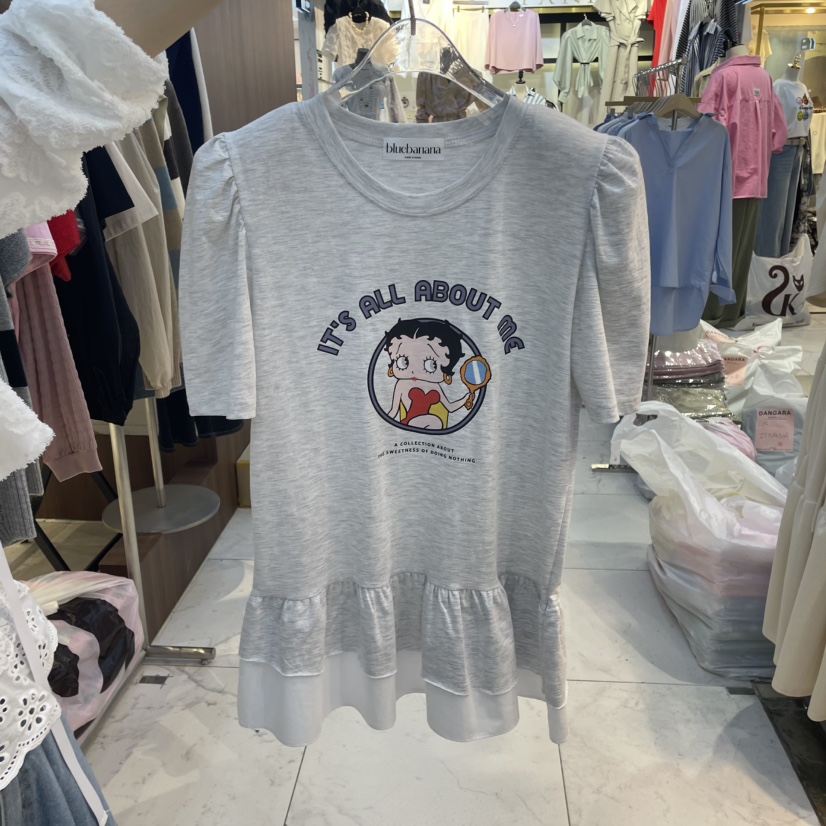 bluebanana
IT'S ALL ABOUT ME
A COLLECTION ABOUT
THE SWEETNESS OF DOING NOTHING
DANGARA